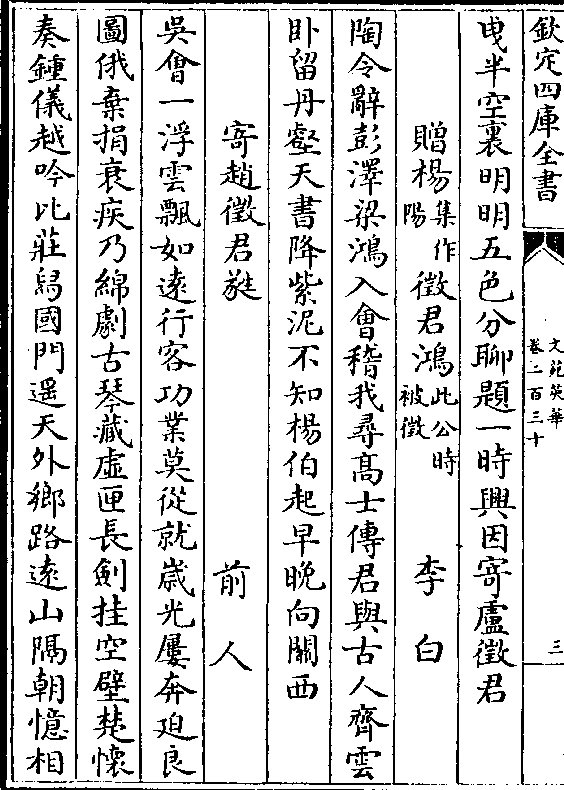 欽定四庫全書
文苑英華
卷二百三十
三
曳半空裏明明五色分聊題一時興因寄盧徵君
贈楊集作陽徵君鴻此公時被徵 李白
陶令辭彭澤梁鴻入會稽我尋髙士傳君與古人齊雲
卧留丹壑天書降紫泥不知楊伯起早晚向關西
寄趙徵君蕤 前人
吳會一浮雲飄如逺行客功業莫從就歲光屢奔迫良
圖俄棄捐衰疾乃綿劇古琴藏虛匣長劍挂空壁楚懷
奏鍾儀越吟比莊舄國門遥天外鄉路逺山隔朝憶相